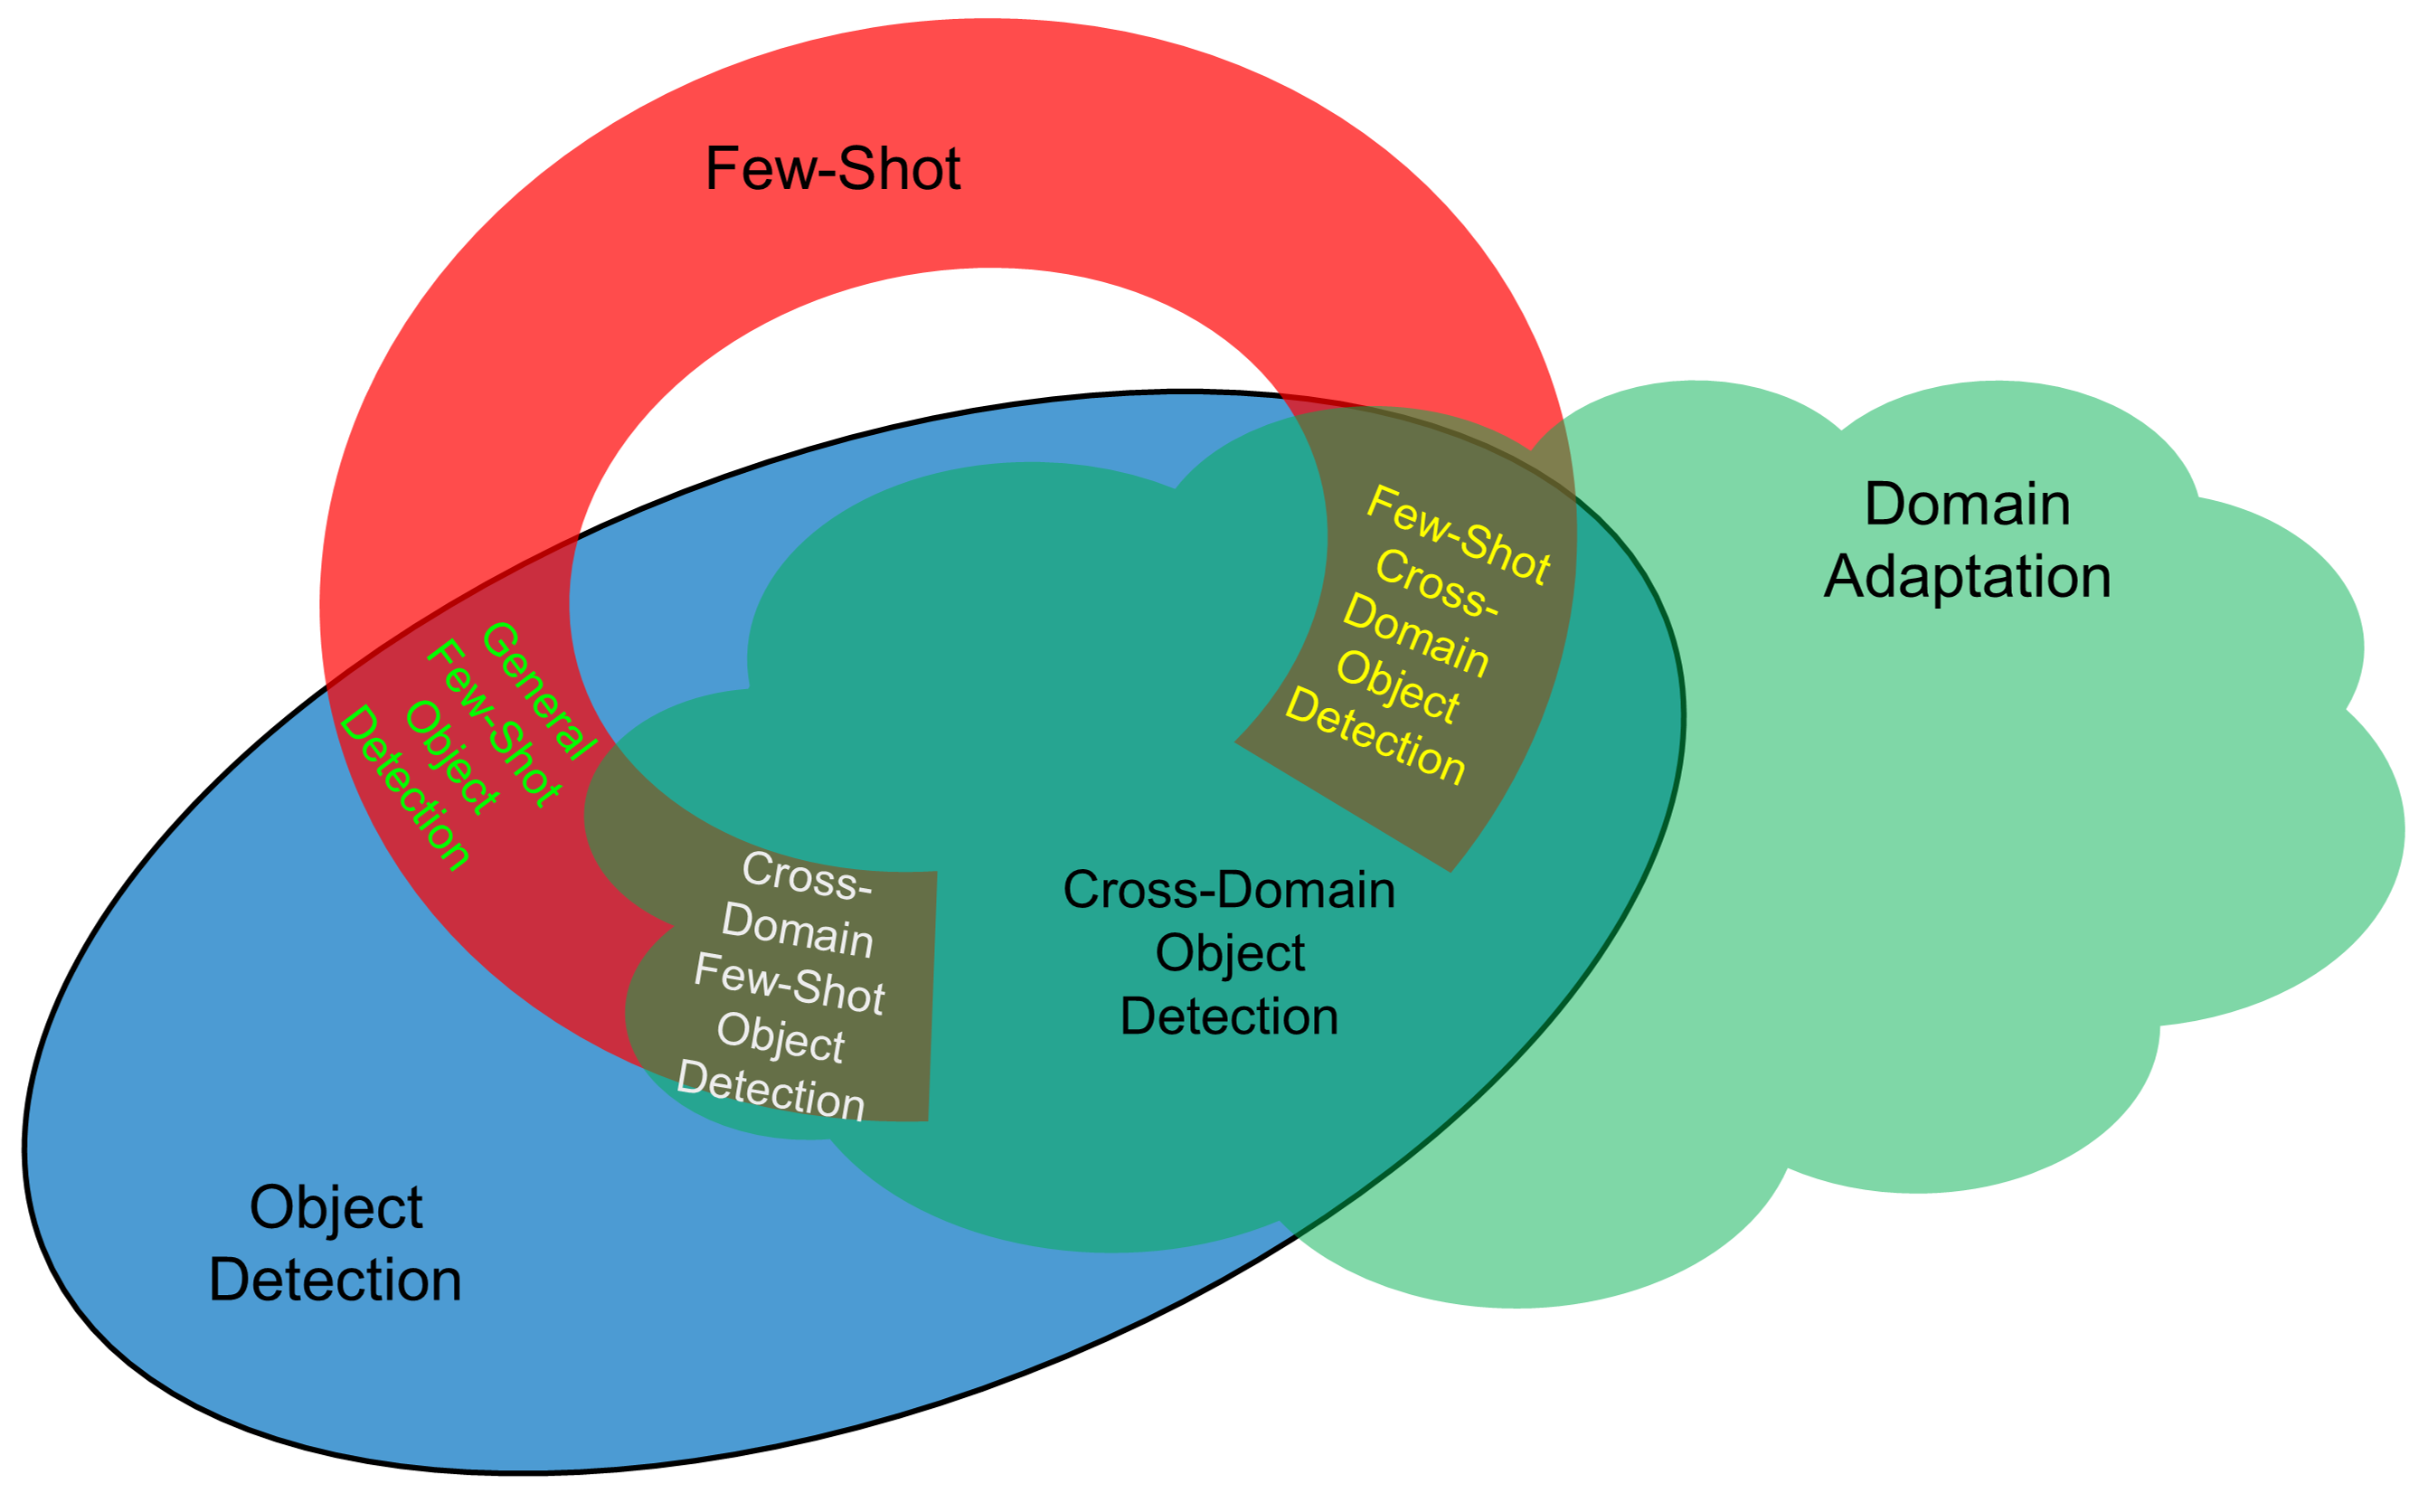 Few-Shot
Domain
Adaptation
Few-Shot
Cross-
Domain
Object
Detection
General
Few-Shot
Object
Detection
Cross-
Domain
Few-Shot
Object
Detection
Cross-Domain
Object
Detection
Object
Detection